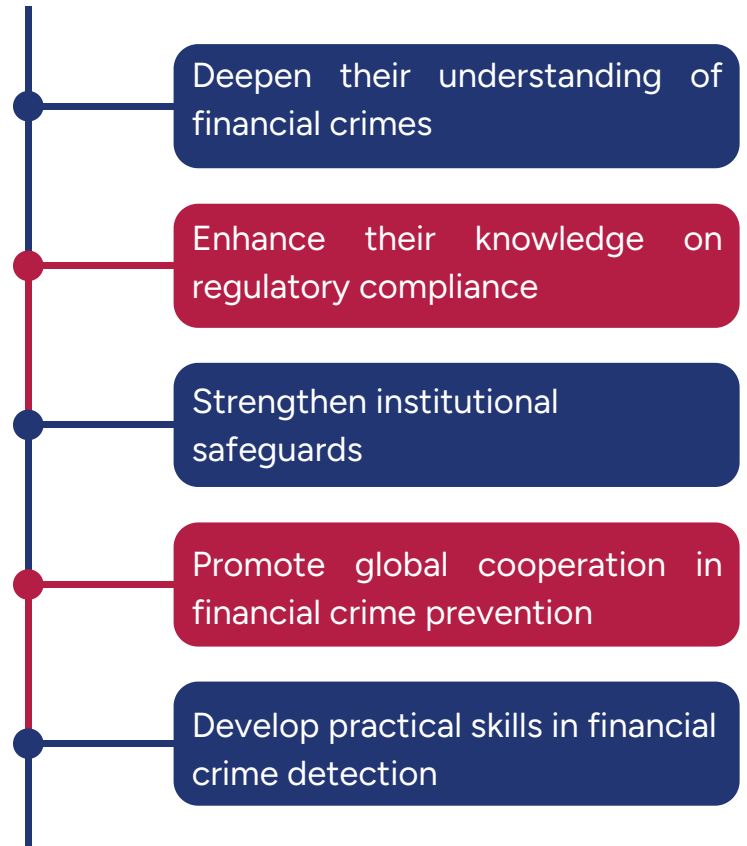 Deepen their understanding of
financial crimes
Enhance their knowledge on
regulatory compliance
Strengthen institutional
safeguards
Promote global cooperation in
financial crime prevention
Develop practical skills in financial
crime detection